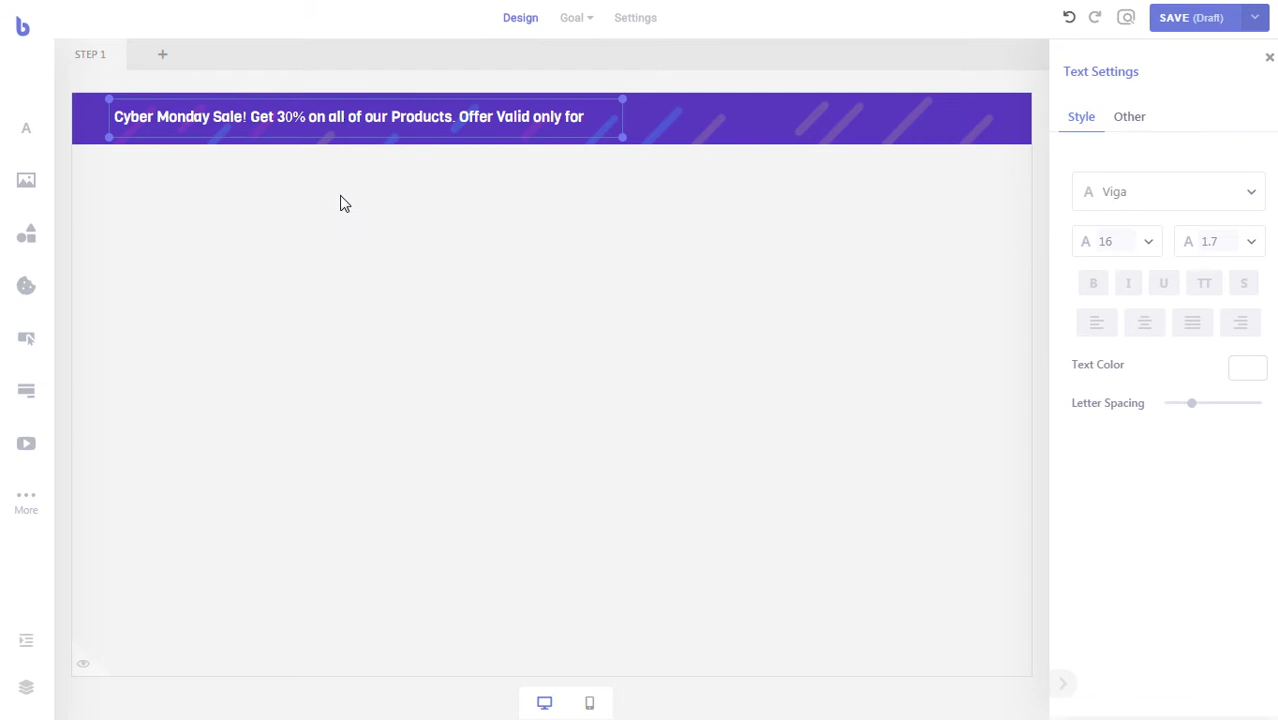 Design
Goal
Settings
SAVE (Draft)
STEP 1
Text Settings
Style
Other
Cyber Monday Sale! Get 30% on all of our Products. Offer Valid only for
A Viga
A 16
A 1.7
B I U TT S
Text Color
Letter Spacing
A
More